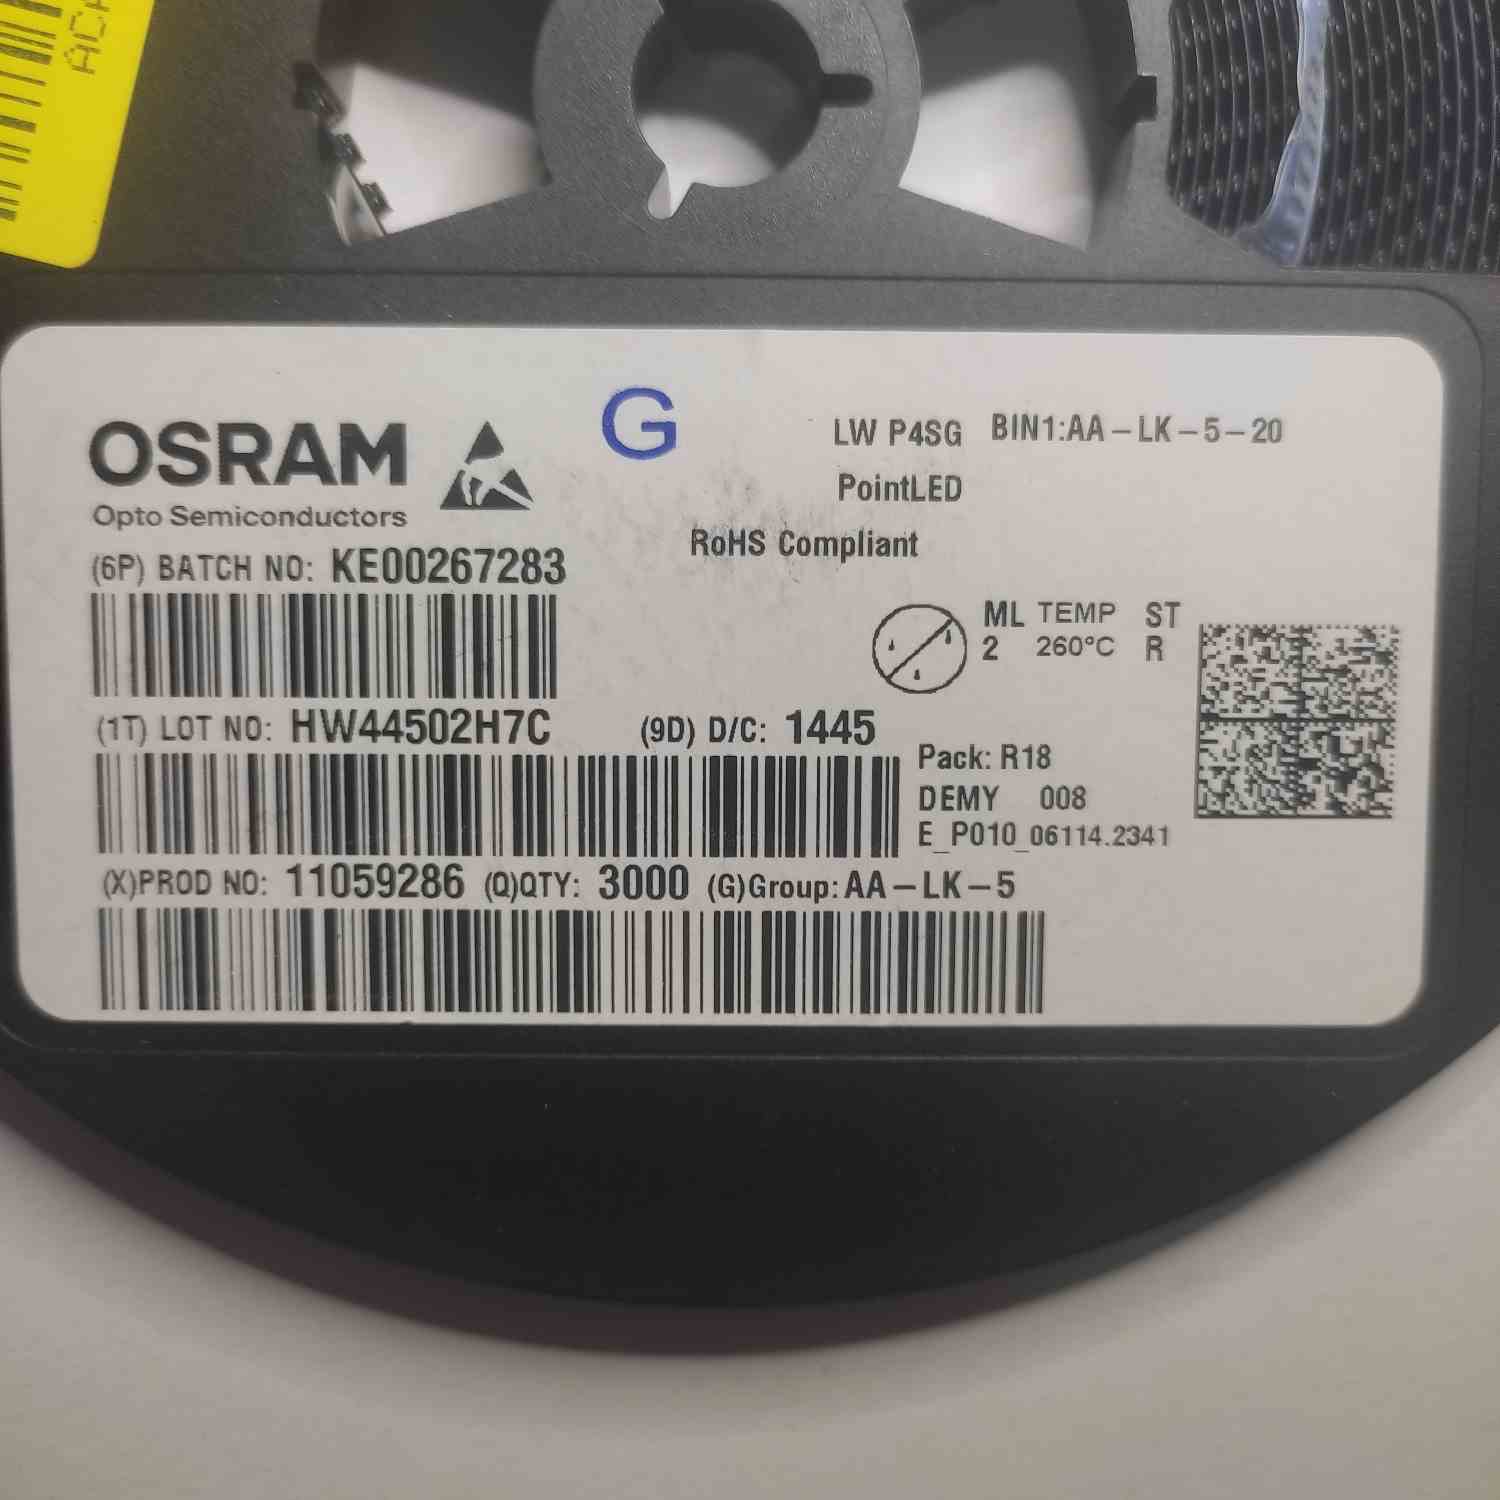 G
OSRAM
Opto Semiconductors
LW P4SG BIN1:AA-LK-5-20
PointLED
RoHS Compliant
(6P) BATCH NO: KE00267283
ML TEMP ST
2 260°C R
(1T) LOT NO: HW44502H7C (9D) D/C: 1445
Pack: R18
DEMY 008
E_P010_06114.2341
(X)PROD NO: 11059286 (Q)QTY: 3000 (G)Group: AA-LK-5